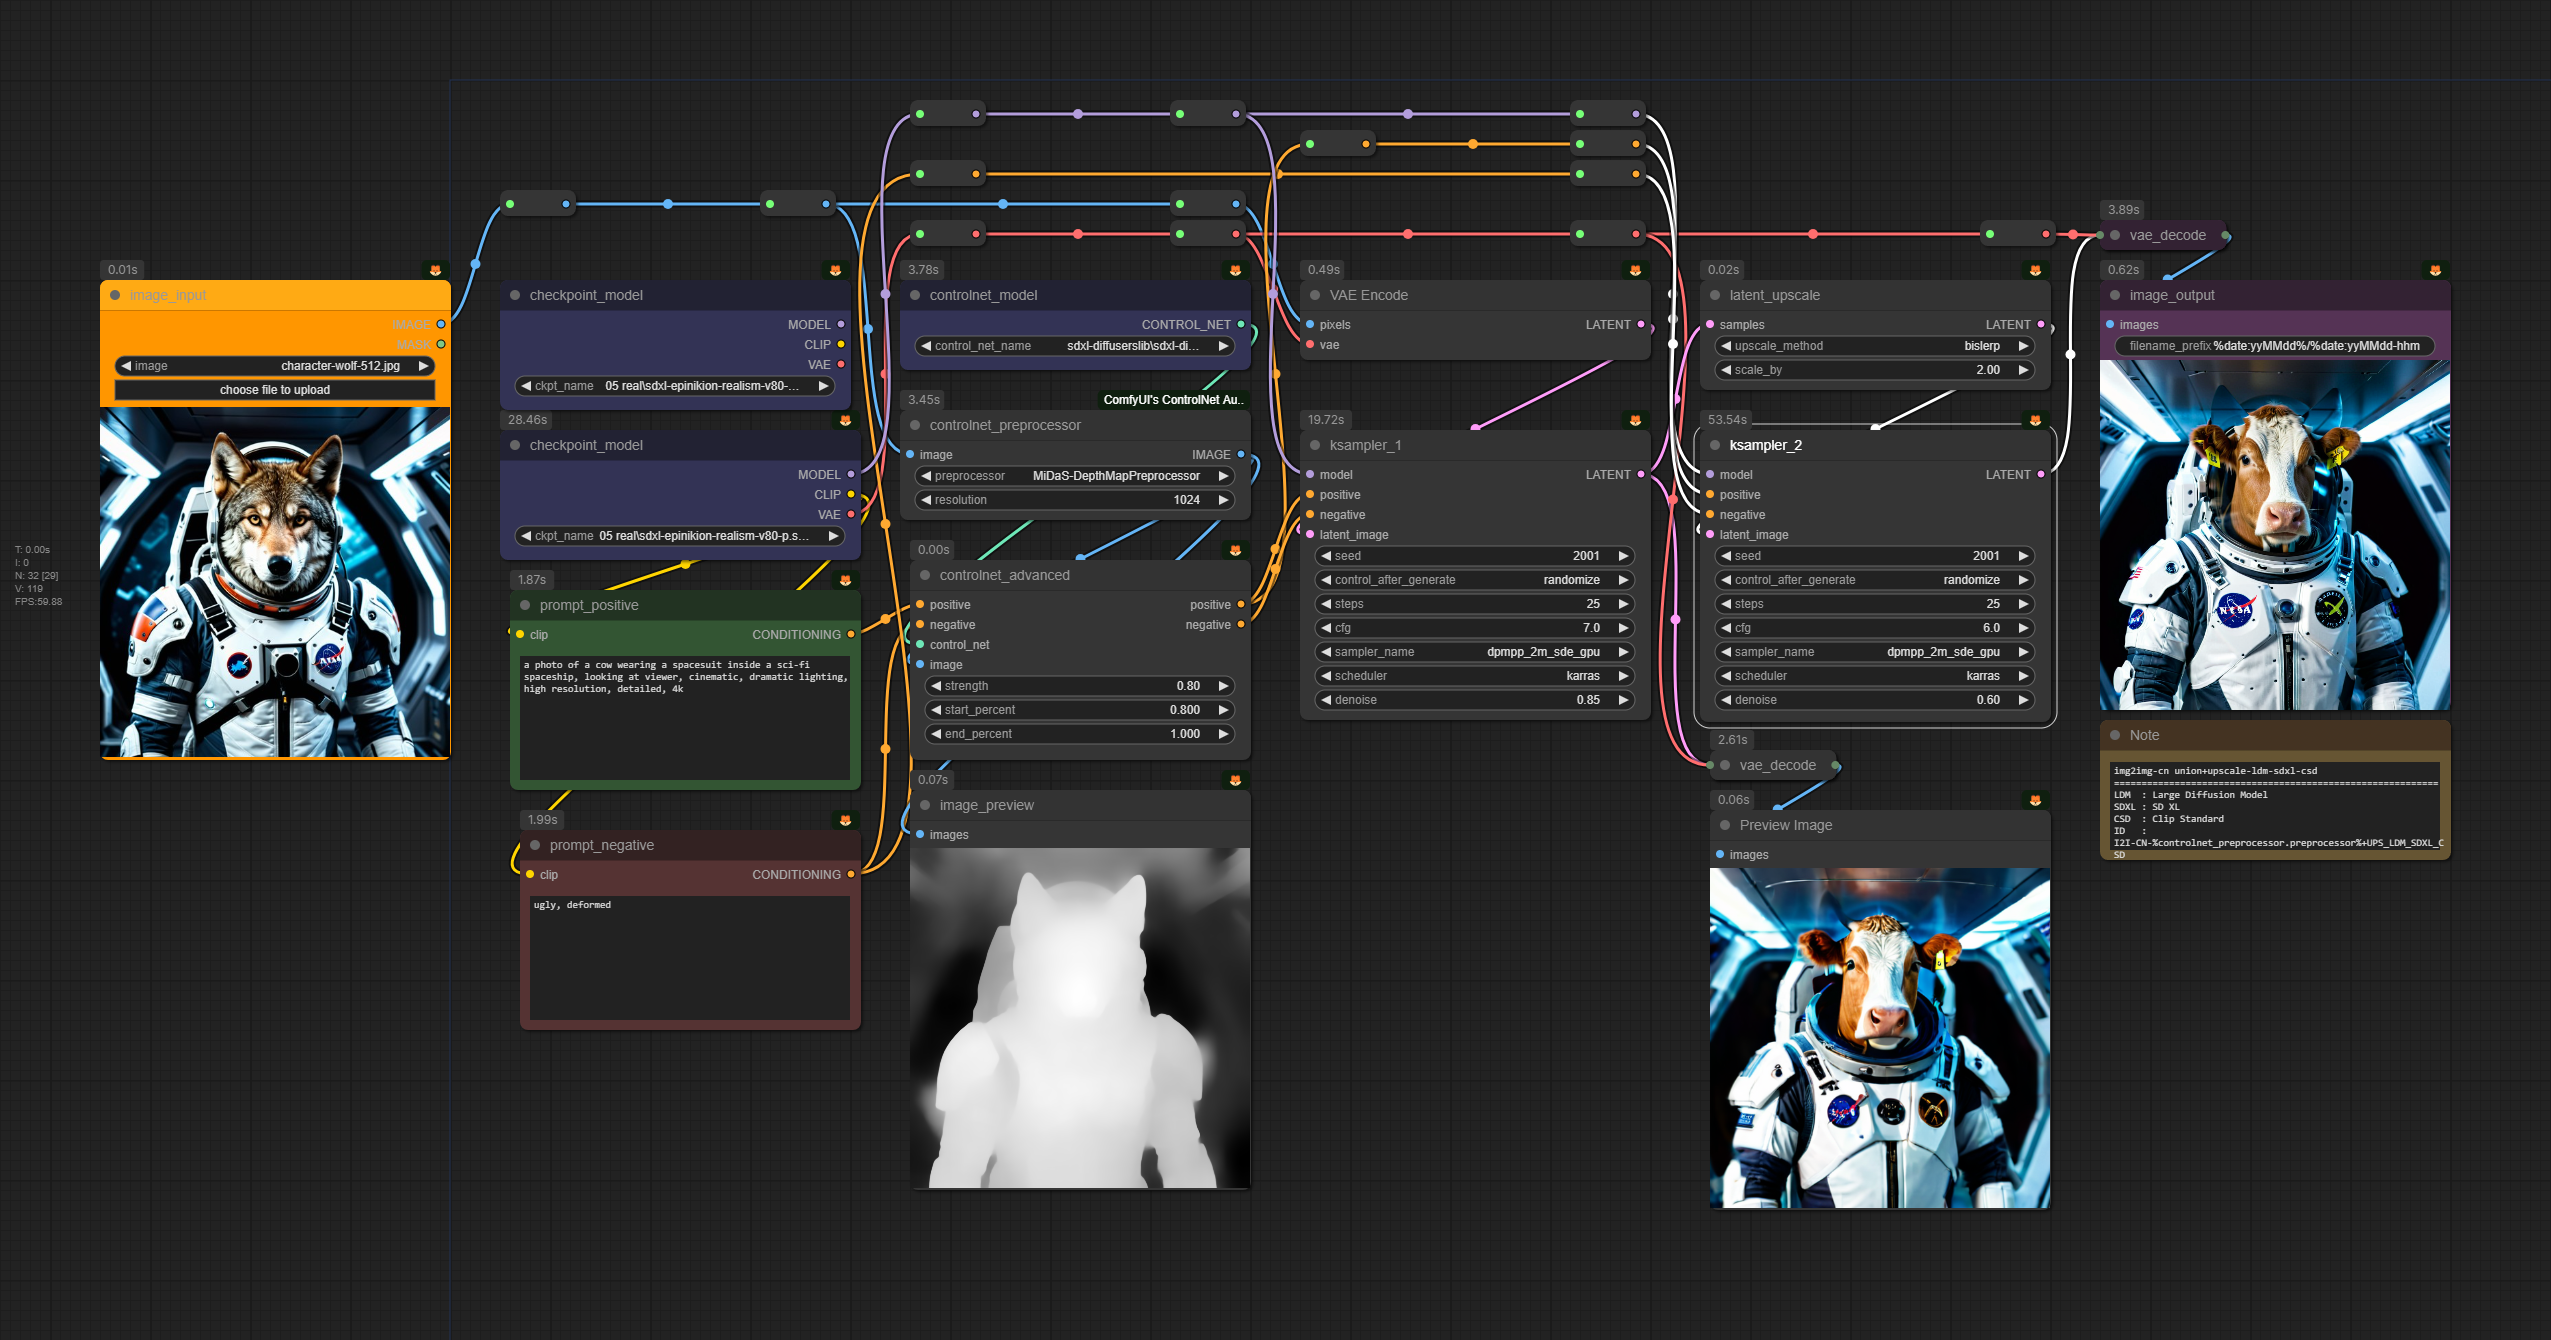 0.01s
image_input
IMAGE
MASK
image character-wolf-512.jpg
choose file to upload
T: 0.00s
I: 0
N: 32 [29]
V: 119
FPS:59.88
checkpoint_model
MODEL
CLIP
VAE
ckpt_name 05 real\sdxl-epinikion-realism-v80-...
28.46s
checkpoint_model
MODEL
CLIP
VAE
ckpt_name 05 real\sdxl-epinikion-realism-v80-p.s...
1.87s
prompt_positive
clip CONDITIONING
a photo of a cow wearing a spacesuit inside a sci-fi
spaceship, looking at viewer, cinematic, dramatic lighting,
high resolution, detailed, 4k
1.99s
prompt_negative
clip CONDITIONING
ugly, deformed
3.78s
controlnet_model
CONTROL_NET
control_net_name sdxl-diffuserslib\sdxl-di...
3.45s ComfyUI's ControlNet Au..
controlnet_preprocessor
image IMAGE
preprocessor MiDaS-DepthMapPreprocessor
resolution 1024
0.00s
controlnet_advanced
positive positive
negative negative
control_net
image
strength 0.80
start_percent 0.800
end_percent 1.000
0.07s
image_preview
images
0.49s
VAE Encode
pixels LATENT
vae
19.72s
ksampler_1
model LATENT
positive
negative
latent_image
seed 2001
control_after_generate randomize
steps 25
cfg 7.0
sampler_name dpmpp_2m_sde_gpu
scheduler karras
denoise 0.85
0.02s
latent_upscale
samples LATENT
upscale_method bislerp
scale_by 2.00
53.54s
ksampler_2
model LATENT
positive
negative
latent_image
seed 2001
control_after_generate randomize
steps 25
cfg 6.0
sampler_name dpmpp_2m_sde_gpu
scheduler karras
denoise 0.60
2.61s
vae_decode
0.06s
Preview Image
images
3.89s
vae_decode
0.62s
image_output
images
filename_prefix %date:yyMMdd%/%date:yyMMdd-hhm
Note
img2img-cn union+upscale-ldm-sdxl-csd
=====================================================
LDM : Large Diffusion Model
SDXL : SD XL
CSD : Clip Standard
ID :
I2I-CN-%controlnet_preprocessor.preprocessor%+UPS_LDM_SDXL_C
SD